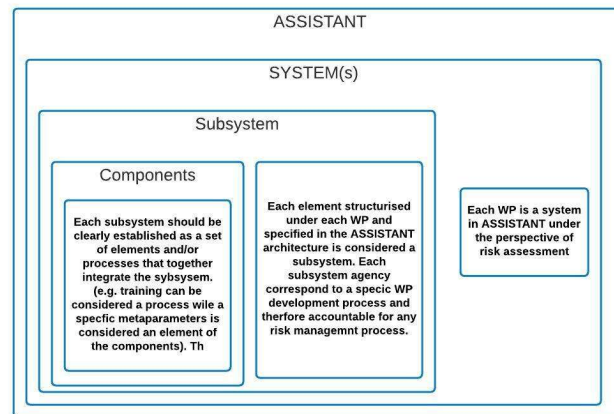 ASSISTANT
SYSTEM(s)
Subsystem
Components
Each subsystem should be
clearly established as a set
of elements and/or
processes that together
integrate the sybsysem.
(e.g. training can be
considered a process wile a
specfic metaparameters is
considered an element of
the components). Th
Each element structurised
under each WP and
specified in the ASSISTANT
architecture is considered a
subsystem. Each
subsystem agency
correspond to a specic WP
development process and
therfore accountable for any
risk managemnt process.
Each WP is a system
in ASSISTANT under
the perspective of
risk assessment